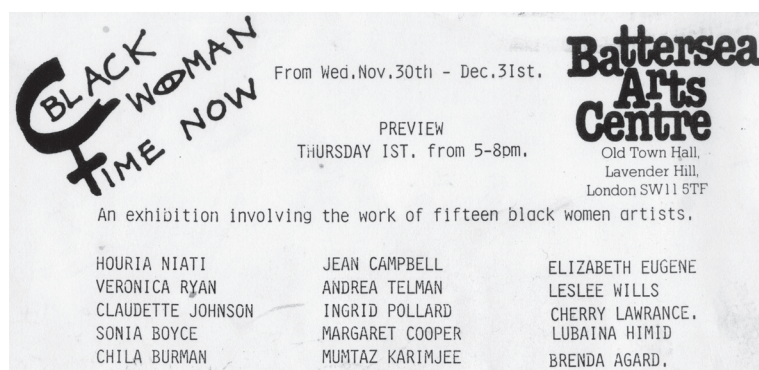 BLACK
WOMAN
TIME NOW
From Wed.Nov.30th - Dec.3Ist.
PREVIEW
THURSDAY IST. from 5-8pm.
Battersea
Arts
Centre
Old Town Hall,
Lavender Hill,
London SW11 5TF
An exhibition involving the work of fifteen black women artists.
HOURIA NIATI
VERONICA RYAN
CLAUDETTE JOHNSON
SONIA BOYCE
CHILA BURMAN
JEAN CAMPBELL
ANDREA TELMAN
INGRID POLLARD
MARGARET COOPER
MUMTAZ KARIMJEE
ELIZABETH EUGENE
LESLEE WILLS
CHERRY LAWRANCE.
LUBAINA HIMID
BRENDA AGARD.